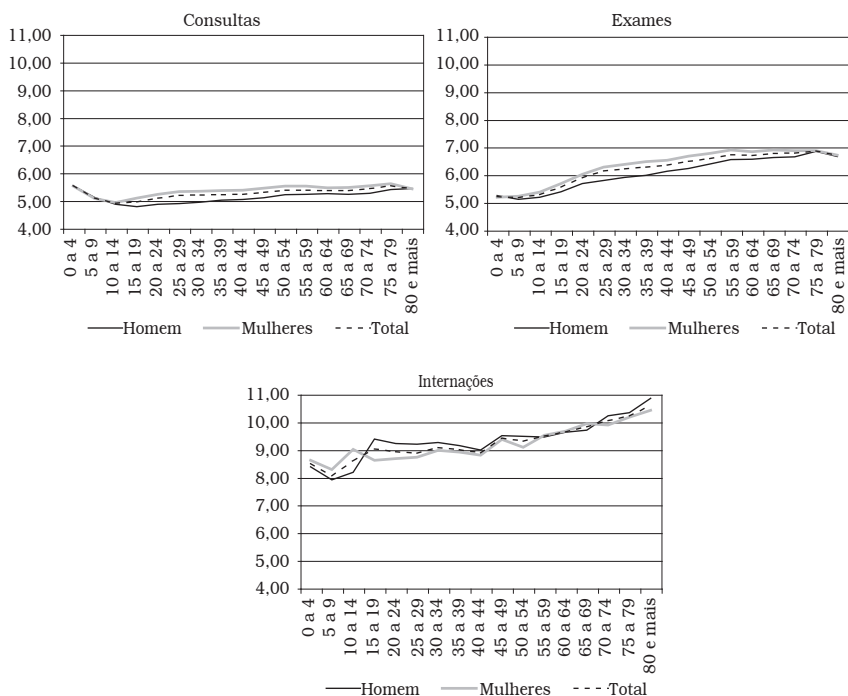 Consultas
11,00
10,00
9,00
8,00
7,00
6,00
5,00
4,00
0 a 4
5 a 9
10 a 14
15 a 19
20 a 24
25 a 29
30 a 34
35 a 39
40 a 44
45 a 49
50 a 54
55 a 59
60 a 64
65 a 69
70 a 74
75 a 79
80 e mais
Homem Mulheres Total
Exames
11,00
10,00
9,00
8,00
7,00
6,00
5,00
4,00
0 a 4
5 a 9
10 a 14
15 a 19
20 a 24
25 a 29
30 a 34
35 a 39
40 a 44
45 a 49
50 a 54
55 a 59
60 a 64
65 a 69
70 a 74
75 a 79
80 e mais
Homem Mulheres Total
Internações
11,00
10,00
9,00
8,00
7,00
6,00
5,00
4,00
0 a 4
5 a 9
10 a 14
15 a 19
20 a 24
25 a 29
30 a 34
35 a 39
40 a 44
45 a 49
50 a 54
55 a 59
60 a 64
65 a 69
70 a 74
75 a 79
80 e mais
Homem Mulheres Total